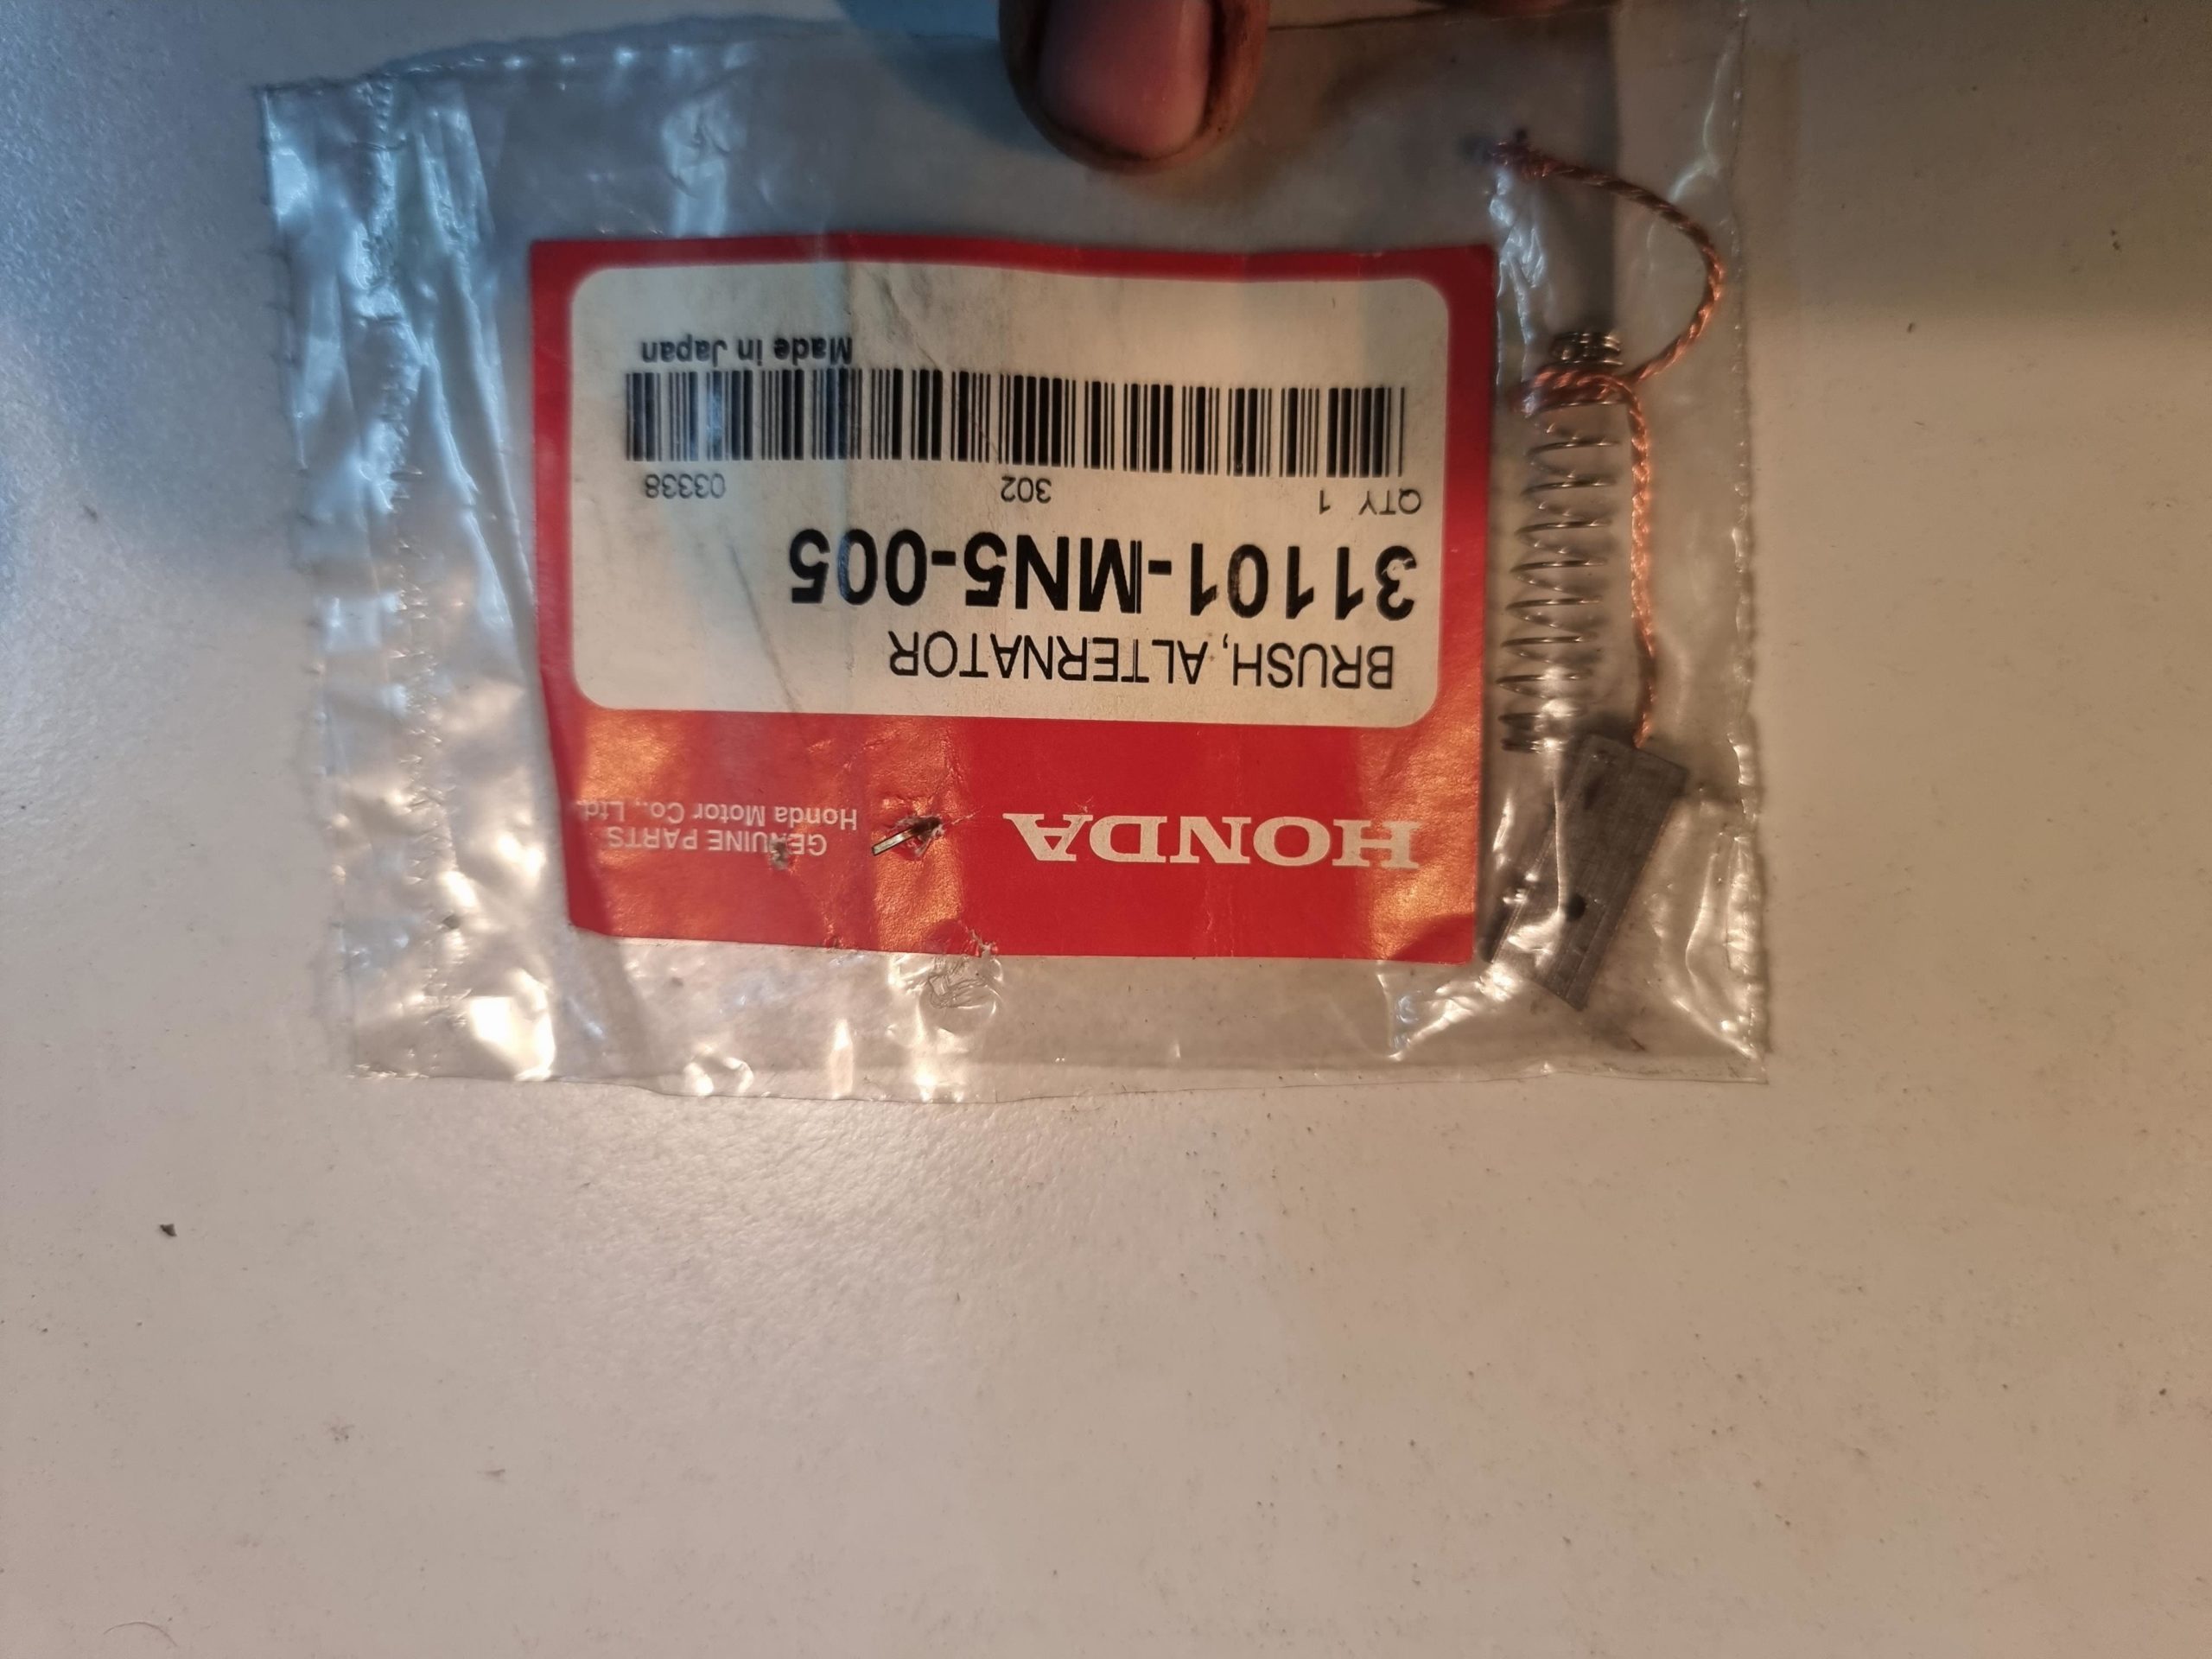 HONDA
GENUINE PARTS
Honda Motor Co., Ltd.
BRUSH, ALTERNATOR
31101-MN5-005
QTY 1 302 03338
Made in Japan